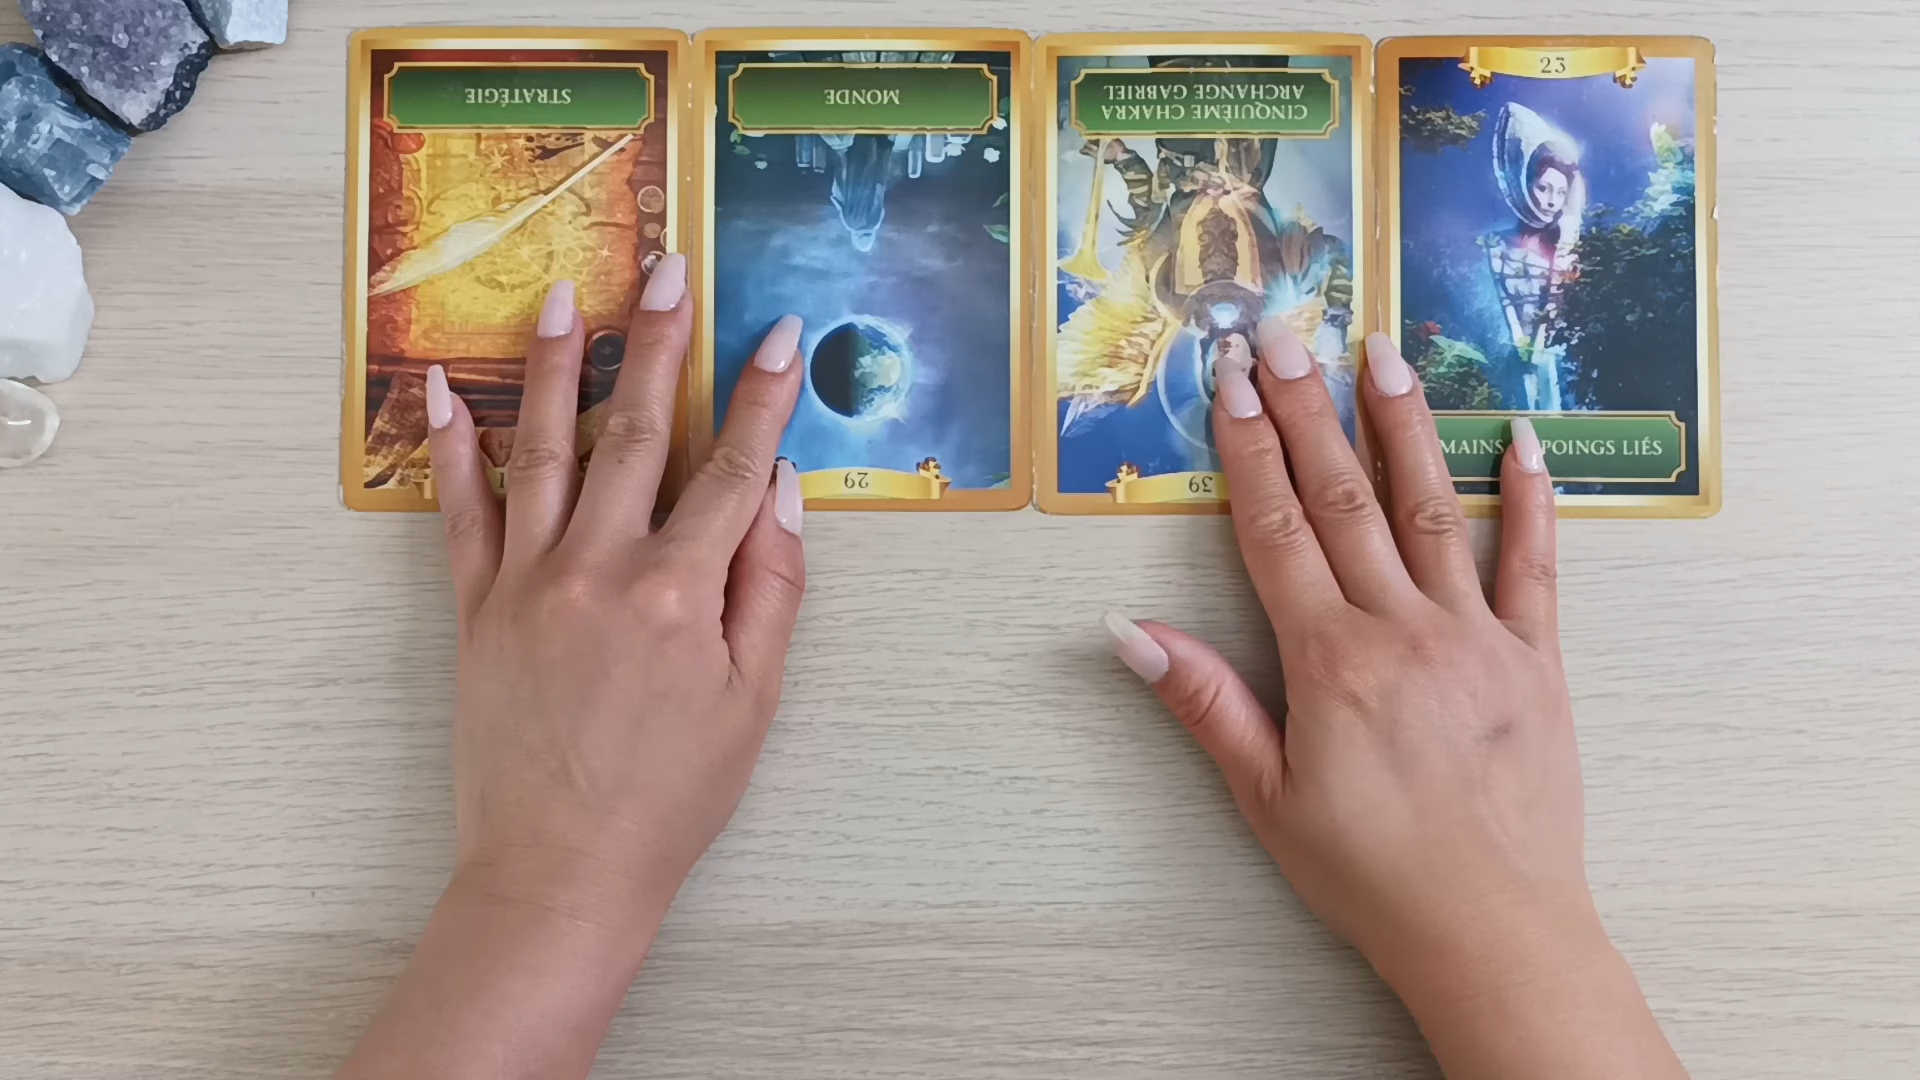 STRATÉGIE
MONDE
29
CINQUIÈME CHAKRA
ARCHANGE GABRIEL
39
23
MAINS POINGS LIÉS